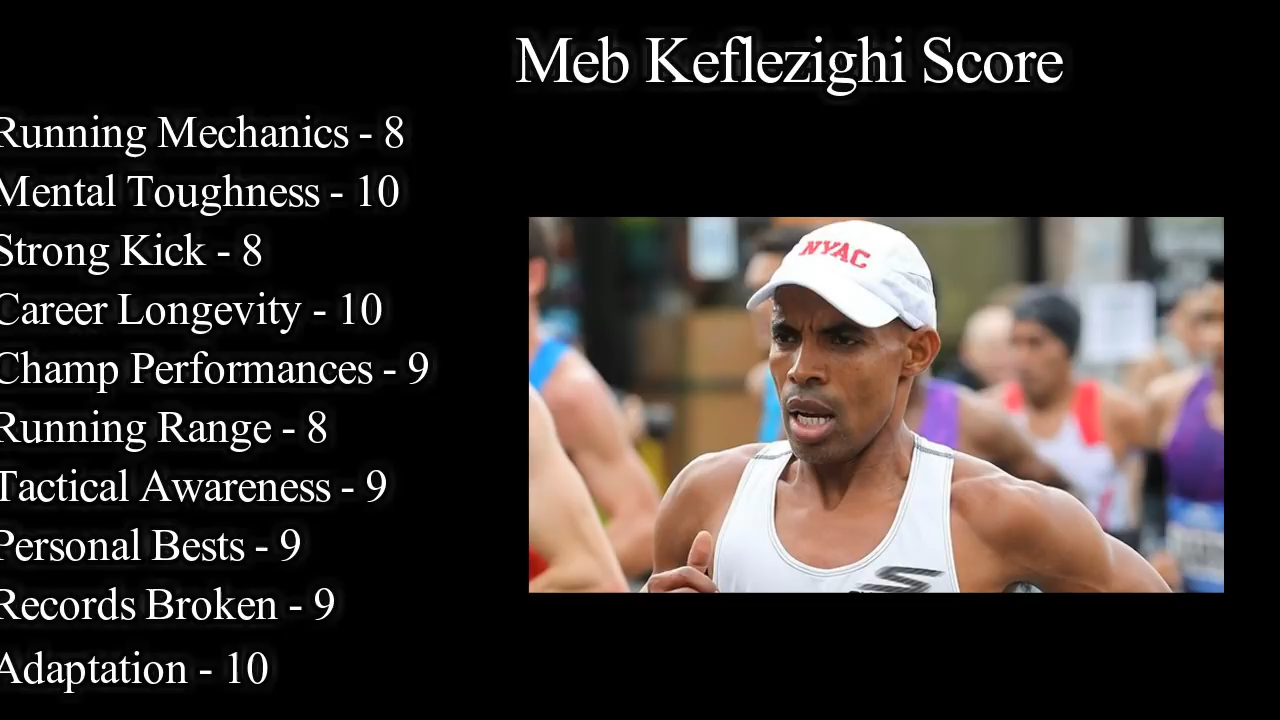 Meb Keflezighi Score
Running Mechanics - 8
Mental Toughness - 10
Strong Kick - 8
Career Longevity - 10
Champ Performances - 9
Running Range - 8
Tactical Awareness - 9
Personal Bests - 9
Records Broken - 9
Adaptation - 10
NYAC